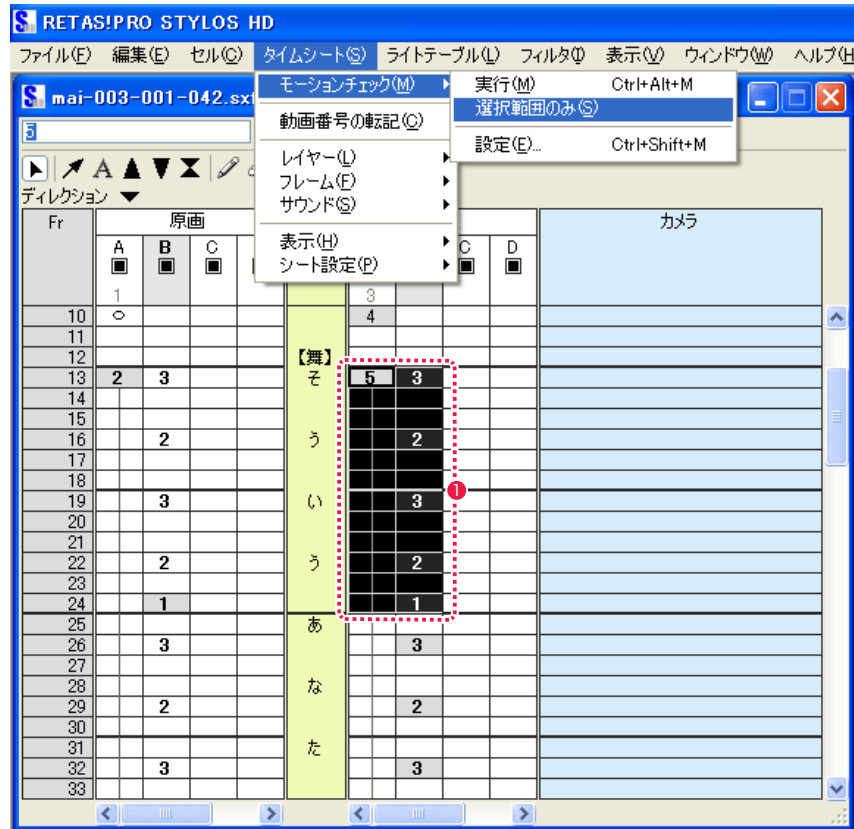 RETAS!PRO STYLOS HD
ファイル(F) 編集(E) セル(C) タイムシート(S) ライトテーブル(L) フィルタ(I) 表示(V) ウィンドウ(W) ヘルプ(H
mai-003-001-042.sxf
モーションチェック(M)
実行(M) Ctrl+Alt+M
選択範囲のみ(S)
設定(E)... Ctrl+Shift+M
動画番号の転記(C)
レイヤー(L)
フレーム(F)
サウンド(S)
表示(H)
シート設定(P)
5
A
ディレクション
Fr 原画 カメラ
A B C C D
1 3
10 4
11
12 【舞】
13 2 3 そ 5 3
14
15
16 2 う 2
17
18
19 3 い 3 1
20
21
22 2 う 2
23
24 1 1
25 あ
26 3 3
27
28 な
29 2 2
30
31 た
32 3 3
33